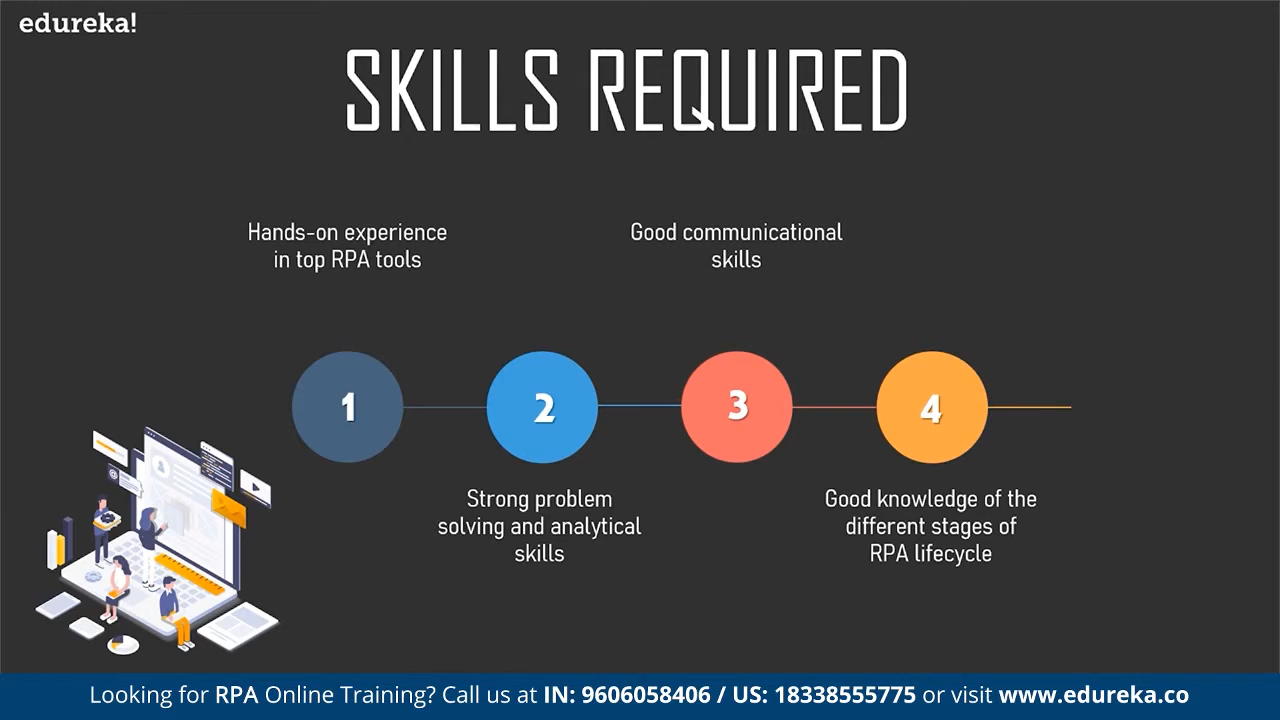 edureka!
SKILLS REQUIRED
Hands-on experience
in top RPA tools
Good communicational
skills
1
2
3
4
Strong problem
solving and analytical
skills
Good knowledge of the
different stages of
RPA lifecycle
Looking for RPA Online Training? Call us at IN: 9606058406 / US: 18338555775 or visit www.edureka.co